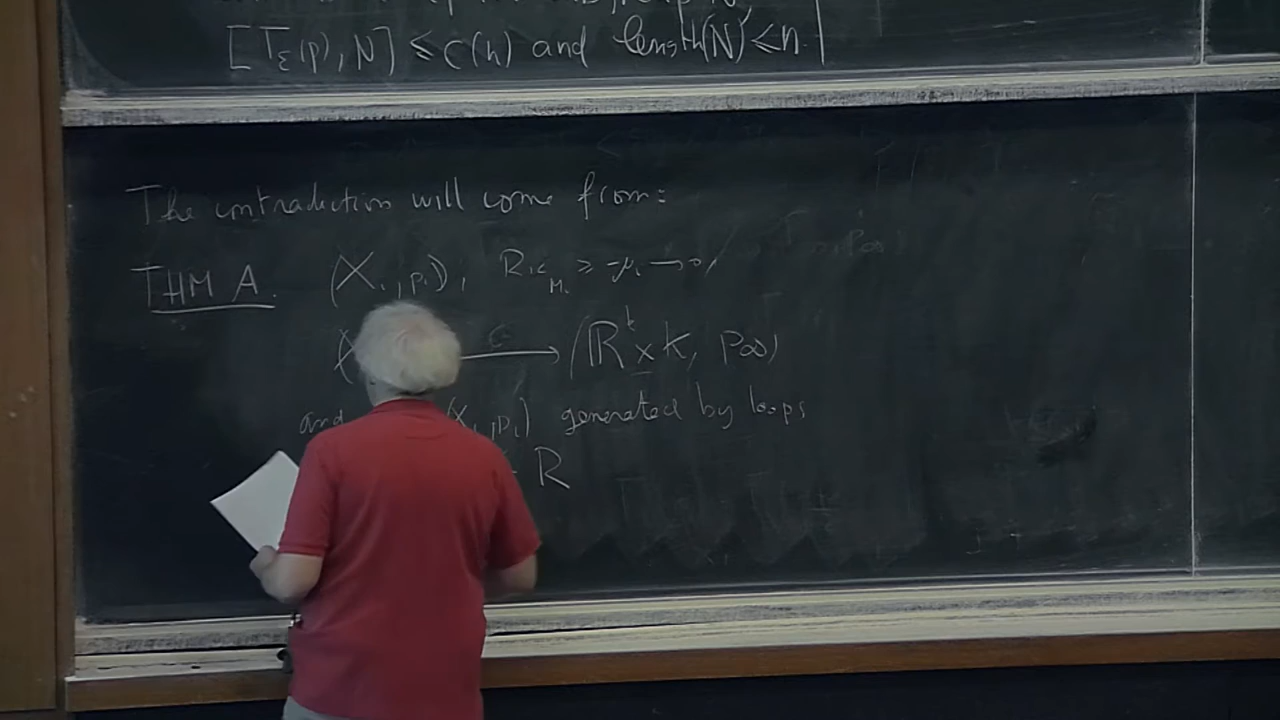 [T_ε(p), N] ≤ C(n) and length(N) ≤ n.
The contradiction will come from:
THM A. (X_i, p_i), Ric_{M_i} ≥ -μ_i → 0
( G → (ℝ^k × K, p_∞)
and (X_i, p_i) generated by loops
R